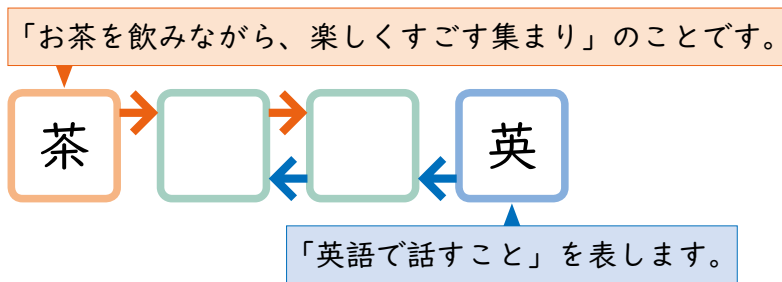 「お茶を飲みながら、楽しくすごす集まり」のことです。
茶
英
「英語で話すこと」を表します。